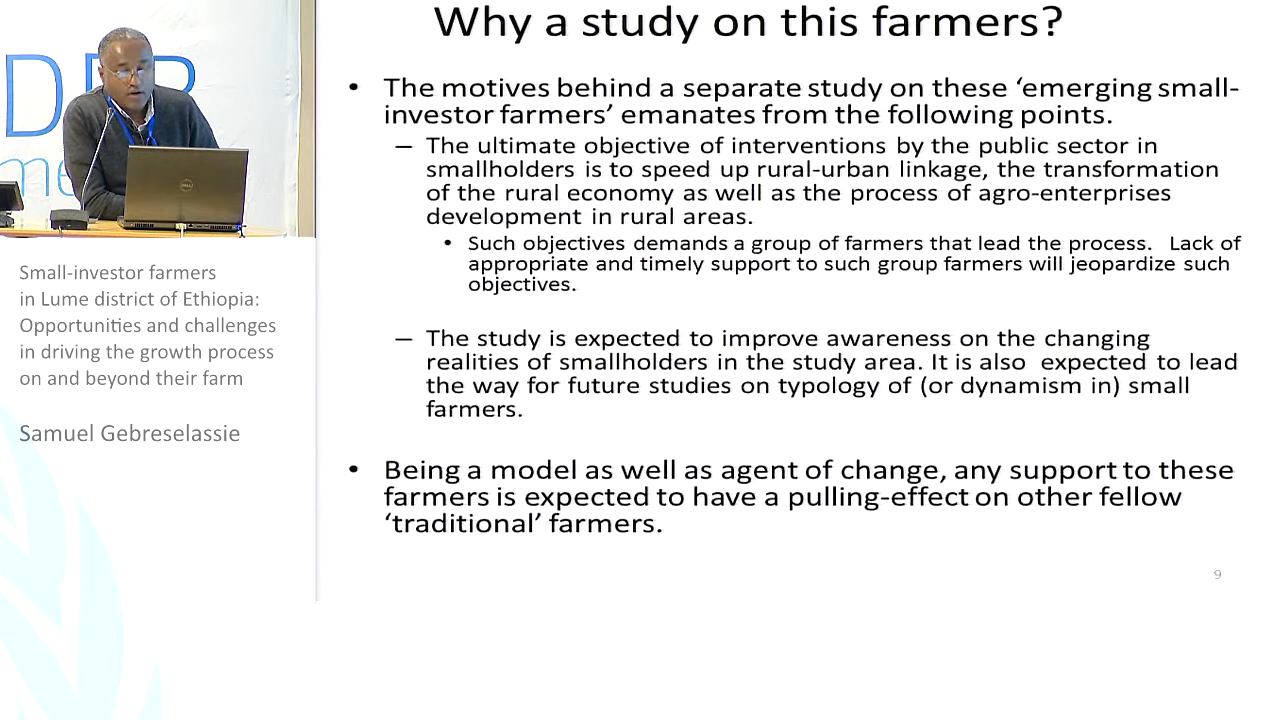 Why a study on this farmers?
• The motives behind a separate study on these ‘emerging small-
investor farmers’ emanates from the following points.
– The ultimate objective of interventions by the public sector in
smallholders is to speed up rural-urban linkage, the transformation
of the rural economy as well as the process of agro-enterprises
development in rural areas.
• Such objectives demands a group of farmers that lead the process. Lack of
appropriate and timely support to such group farmers will jeopardize such
objectives.
– The study is expected to improve awareness on the changing
realities of smallholders in the study area. It is also expected to lead
the way for future studies on typology of (or dynamism in) small
farmers.
• Being a model as well as agent of change, any support to these
farmers is expected to have a pulling-effect on other fellow
‘traditional’ farmers.
9
Small-investor farmers
in Lume district of Ethiopia:
Opportunities and challenges
in driving the growth process
on and beyond their farm
Samuel Gebreselassie
DELL